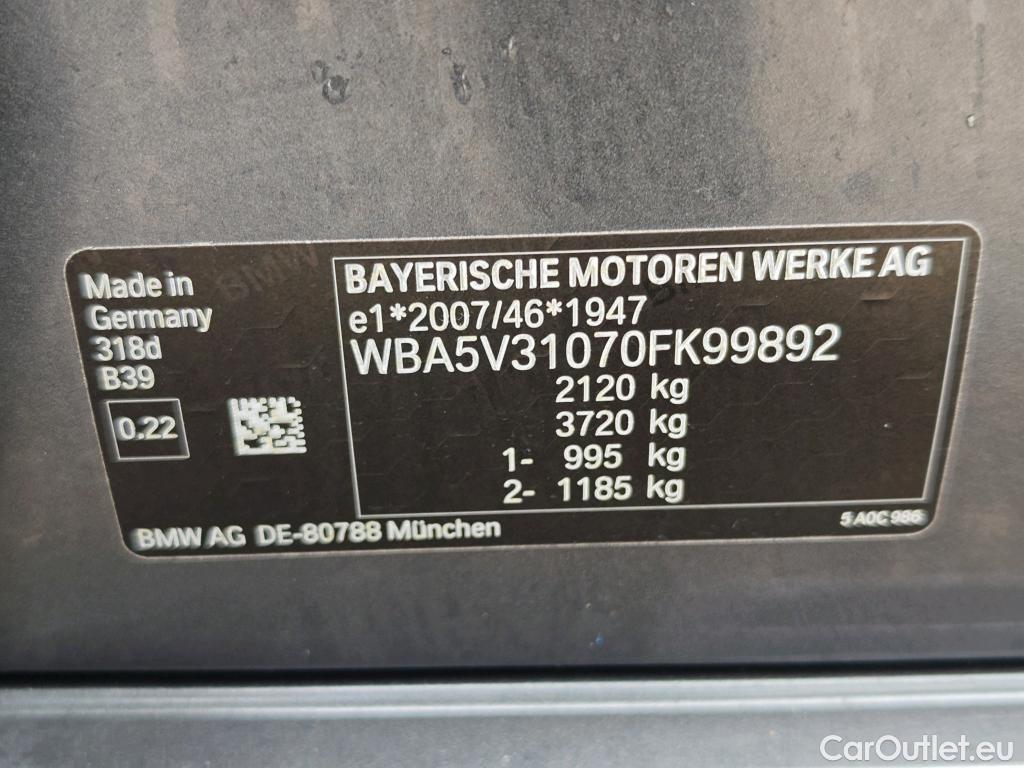 Made in
Germany
318d
B39
0.22
BAYERISCHE MOTOREN WERKE AG
e1*2007/46*1947
WBA5V31070FK99892
2120 kg
3720 kg
1- 995 kg
2- 1185 kg
BMW AG DE-80788 München
5 A0C 986
CarOutlet.eu